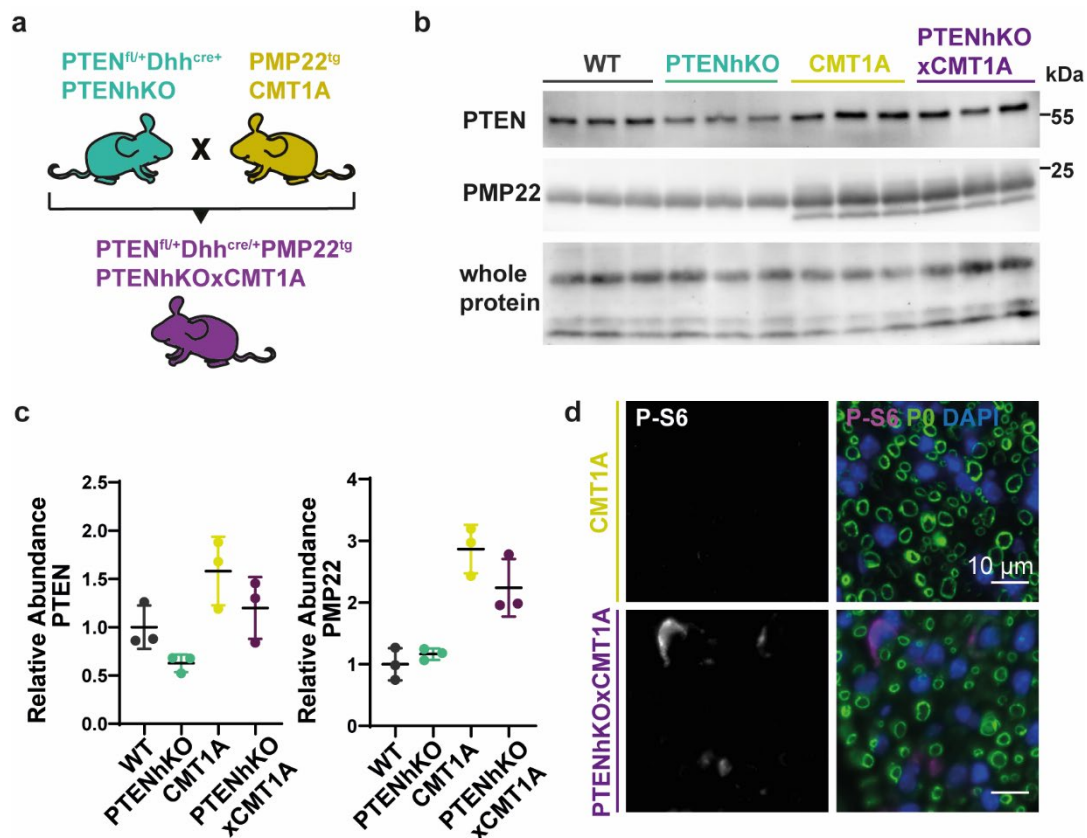 a
PTENfl/+Dhhcre+
PTENhKO
PMP22tg
CMT1A
X
PTENfl/+Dhhcre/+PMP22tg
PTENhKOxCMT1A
b
WT
PTENhKO
CMT1A
PTENhKO
xCMT1A
kDa
PTEN
55
PMP22
25
whole
protein
c
Relative Abundance
PTEN
2.5
2.0
1.5
1.0
0.5
0.0
WT
PTENhKO
CMT1A
PTENhKO
xCMT1A
Relative Abundance
PMP22
4
3
2
1
0
WT
PTENhKO
CMT1A
PTENhKO
xCMT1A
d
CMT1A
P-S6
P-S6 P0 DAPI
10 µm
PTENhKOxCMT1A